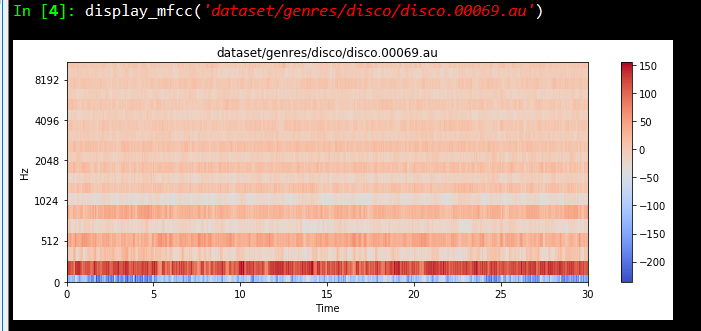 In [4]: display_mfcc('dataset/genres/disco/disco.00069.au')
dataset/genres/disco/disco.00069.au
8192
4096
2048
1024
512
0
Hz
0 5 10 15 20 25 30
Time
150
100
50
0
−50
−100
−150
−200